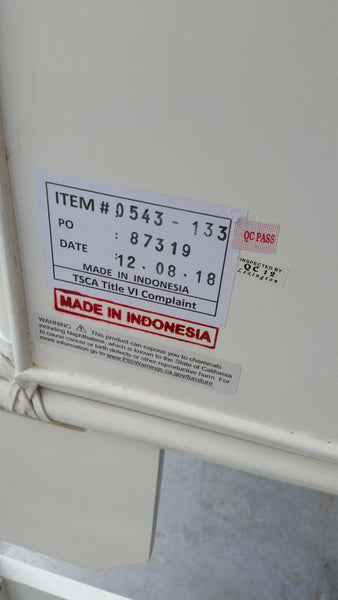 ITEM # 0543 - 133
PO : 87319
DATE :12.08.18
MADE IN INDONESIA
TSCA Title VI Complaint
QC PASS
INSPECTED BY
QC 12
Lexington
MADE IN INDONESIA
WARNING: This product can expose you to chemicals
including Naphthalene, which is known to the State of California
to cause cancer or birth defects or other reproductive harm. For
more information go to www.P65Warnings.ca.gov/furniture